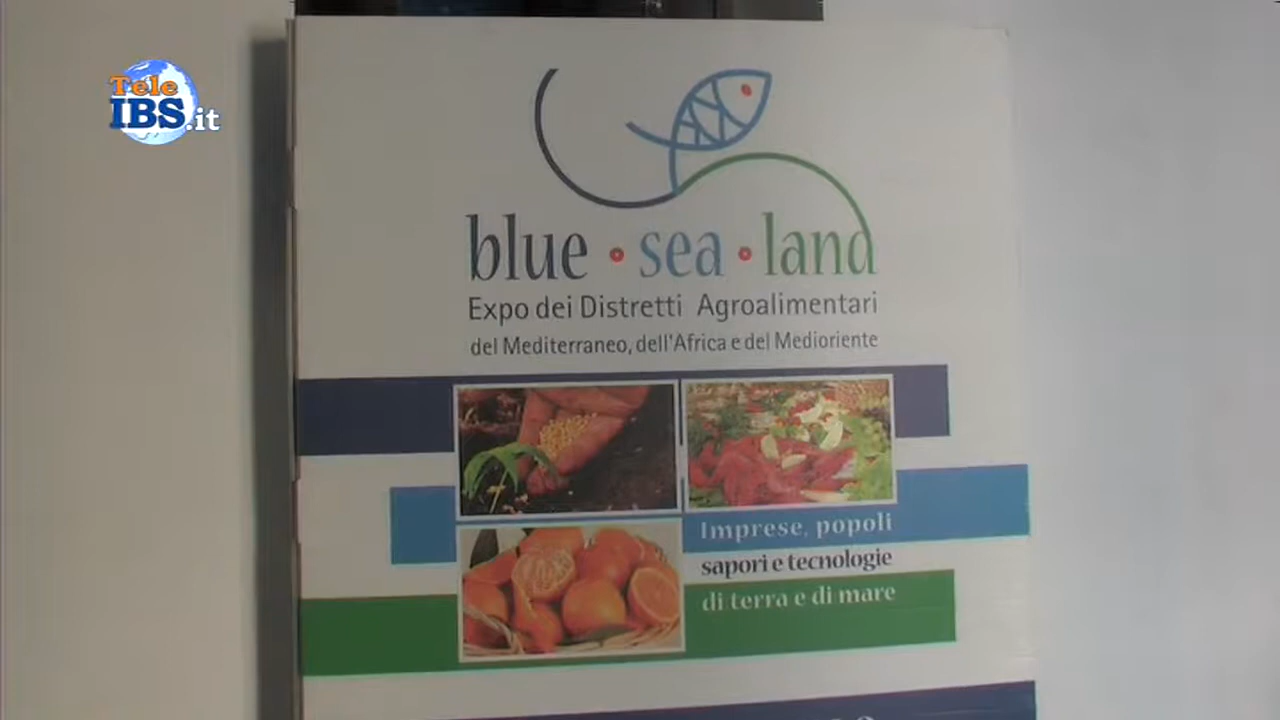 Tele
IBS.it
blue • sea • land
Expo dei Distretti Agroalimentari
del Mediterraneo, dell'Africa e del Medioriente
Imprese, popoli
sapori e tecnologie
di terra e di mare